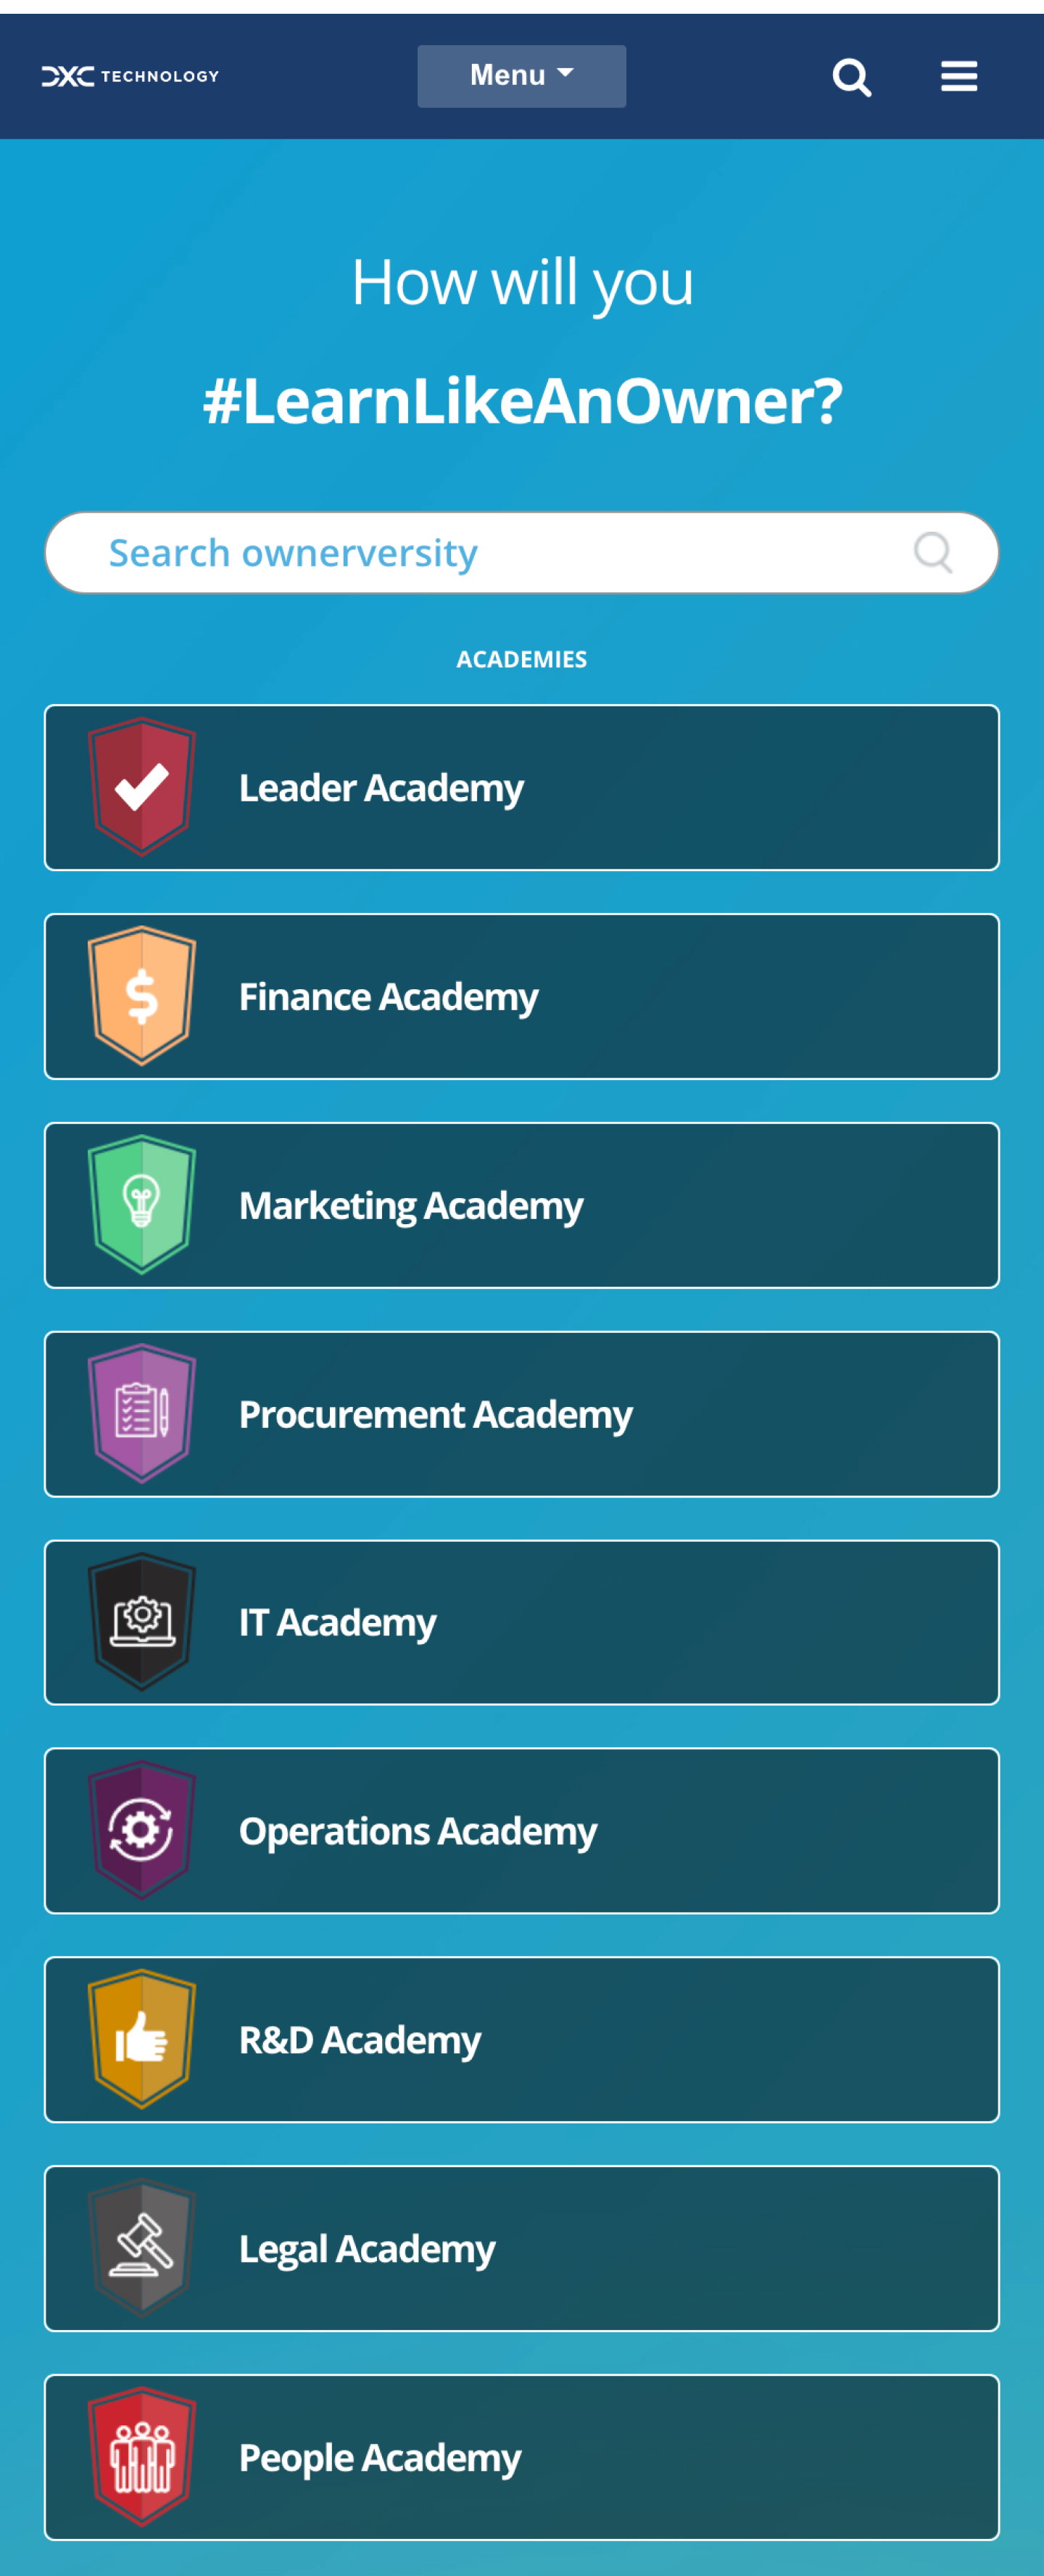 DXC TECHNOLOGY
Menu
How will you
#LearnLikeAnOwner?
Search ownerversity
ACADEMIES
Leader Academy
Finance Academy
Marketing Academy
Procurement Academy
IT Academy
Operations Academy
R&D Academy
Legal Academy
People Academy